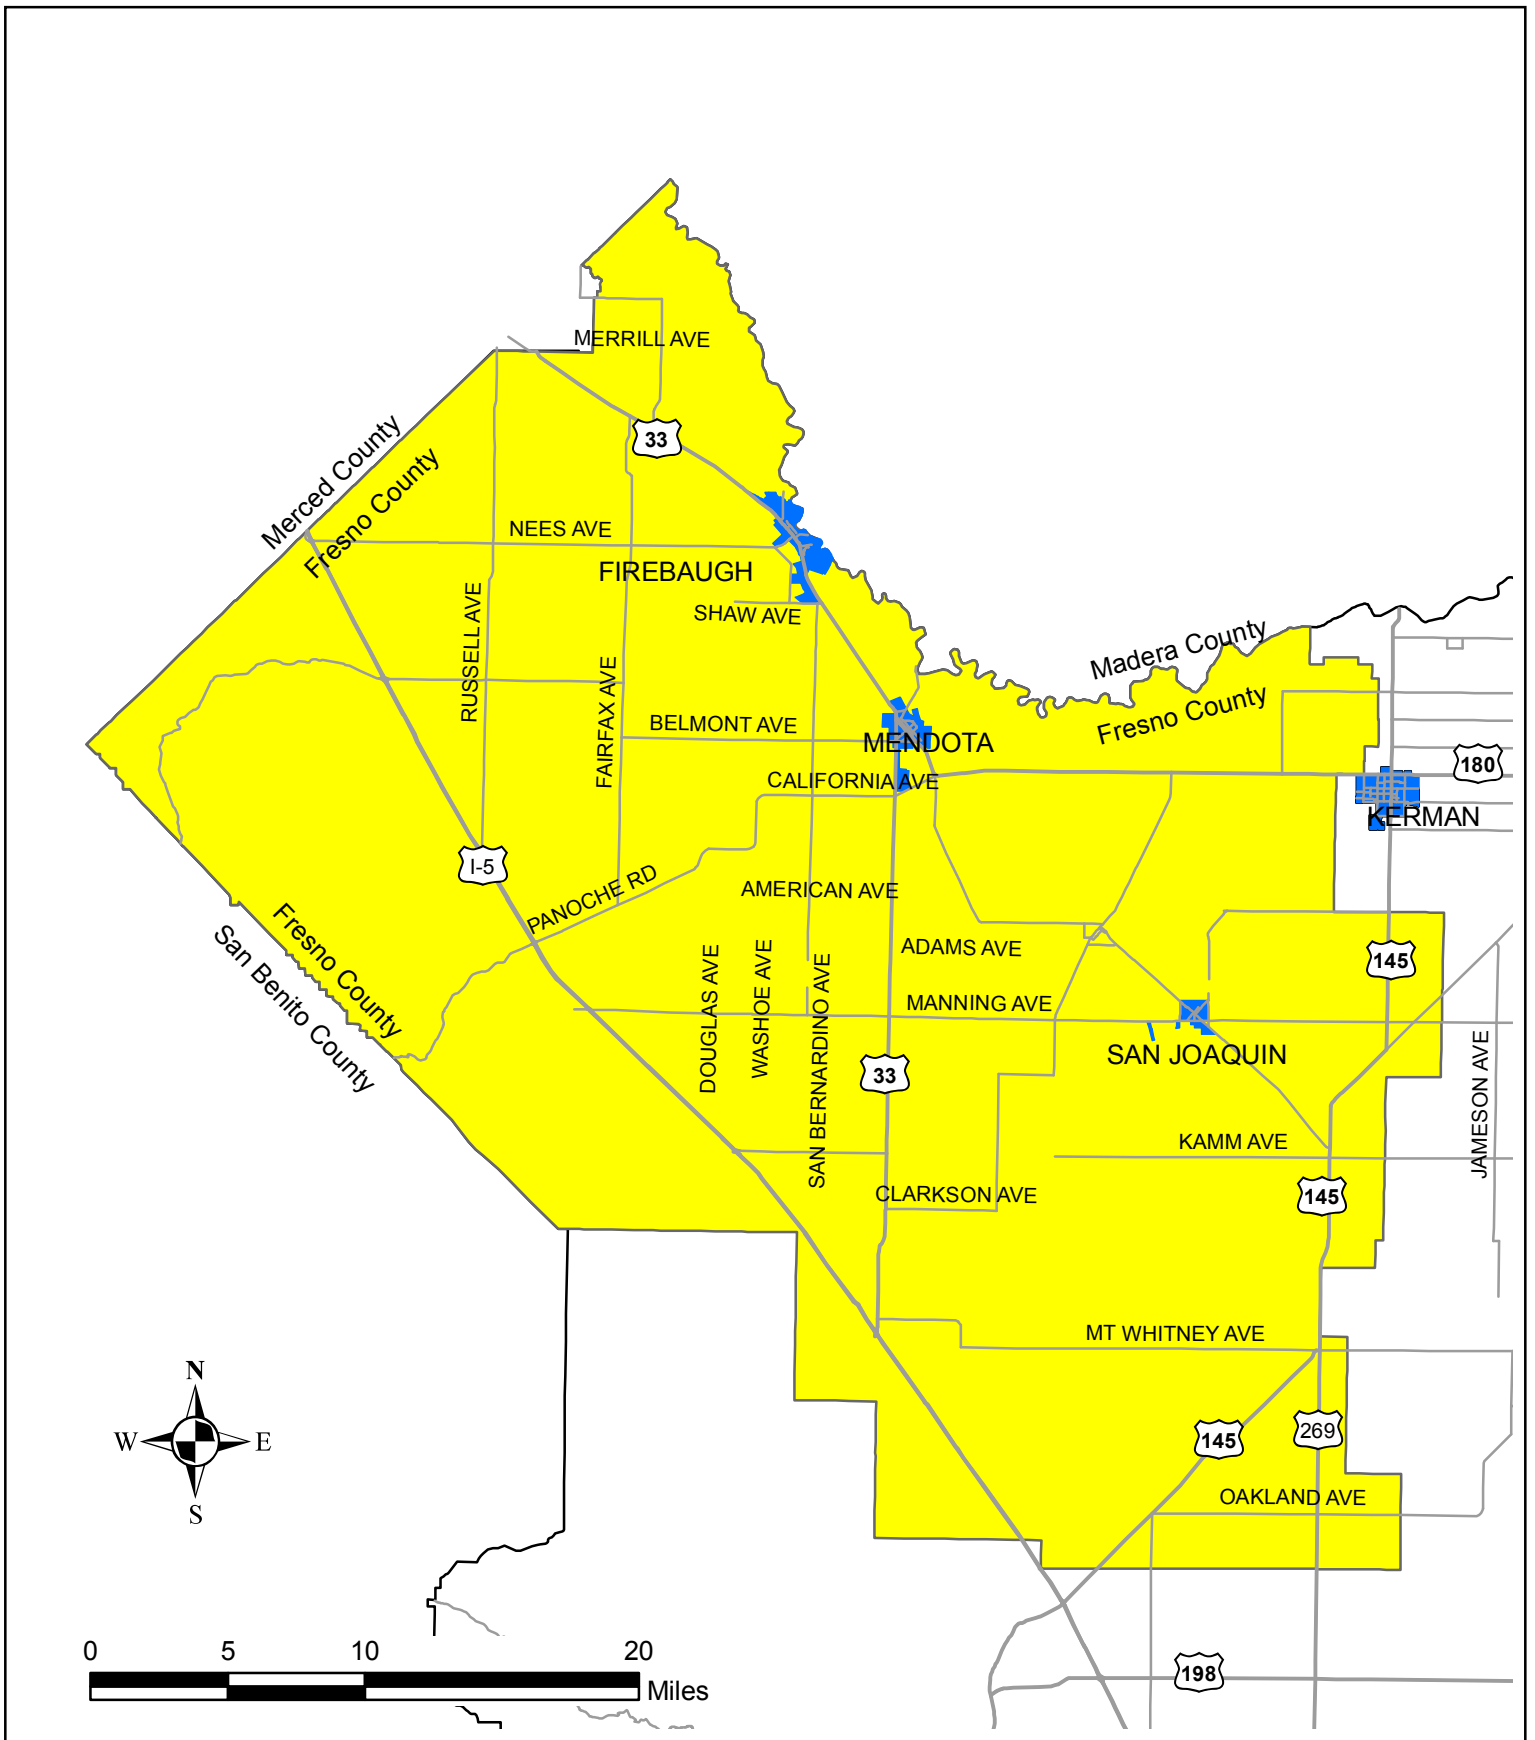 MERRILL AVE
33
Merced County
Fresno County
NEES AVE
FIREBAUGH
SHAW AVE
RUSSELL AVE
FAIRFAX AVE
Madera County
Fresno County
BELMONT AVE
MENDOTA
CALIFORNIA AVE
180
KERMAN
I-5
PANOCHE RD
AMERICAN AVE
Fresno County
San Benito County
DOUGLAS AVE
WASHOE AVE
SAN BERNARDINO AVE
ADAMS AVE
145
MANNING AVE
SAN JOAQUIN
33
JAMESON AVE
KAMM AVE
CLARKSON AVE
145
MT WHITNEY AVE
N
W
E
S
145
269
OAKLAND AVE
0 5 10 20
Miles
198